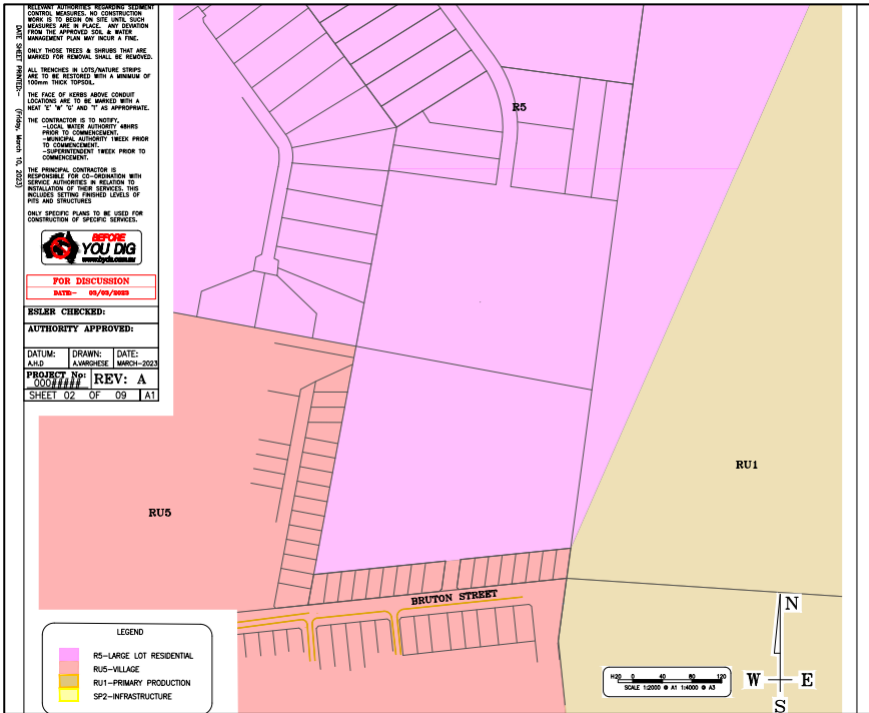 RELEVANT AUTHORITIES REGARDING SEDIMENT
CONTROL MEASURES. NO CONSTRUCTION
WORK IS TO BEGIN ON SITE UNTIL SUCH
MEASURES ARE IN PLACE. ANY DEVIATION
FROM THE APPROVED SOIL & WATER
MANAGEMENT PLAN MAY INCUR A FINE.
ONLY THOSE TREES & SHRUBS THAT ARE
MARKED FOR REMOVAL SHALL BE REMOVED.
ALL TRENCHES IN LOTS/NATURE STRIPS
ARE TO BE RESTORED WITH A MINIMUM OF
100mm THICK TOPSOIL.
THE FACE OF KERBS ABOVE CONDUIT
LOCATIONS ARE TO BE MARKED WITH A
NEAT 'E' 'W' 'G' AND 'T' AS APPROPRIATE.
THE CONTRACTOR IS TO NOTIFY.
-LOCAL WATER AUTHORITY 48HRS
PRIOR TO COMMENCEMENT.
-MUNICIPAL AUTHORITY 1WEEK PRIOR
TO COMMENCEMENT.
-SUPERINTENDENT 1WEEK PRIOR TO
COMMENCEMENT.
THE PRINCIPAL CONTRACTOR IS
RESPONSIBLE FOR CO-ORDINATION WITH
SERVICE AUTHORITIES IN RELATION TO
INSTALLATION OF THEIR SERVICES. THIS
INCLUDES SETTING FINISHED LEVELS OF
PITS AND STRUCTURES
ONLY SPECIFIC PLANS TO BE USED FOR
CONSTRUCTION OF SPECIFIC SERVICES.
DATE SHEET PRINTED:- (Friday, March 10, 2023)
BEFORE
YOU DIG
www.byda.com.au
FOR DISCUSSION
DATE:- 03/03/2023
ESLER CHECKED:
AUTHORITY APPROVED:
DATUM: DRAWN: DATE:
A.H.D A.VARGHESE MARCH-2023
PROJECT No: REV: A
000#####
SHEET 02 OF 09 A1
R5
RU1
RU5
BRUTON STREET
LEGEND
R5-LARGE LOT RESIDENTIAL
RU5-VILLAGE
RU1-PRIMARY PRODUCTION
SP2-INFRASTRUCTURE
0 40 80 120
SCALE 1:2000 @ A1 1:4000 @ A3
N
W E
S